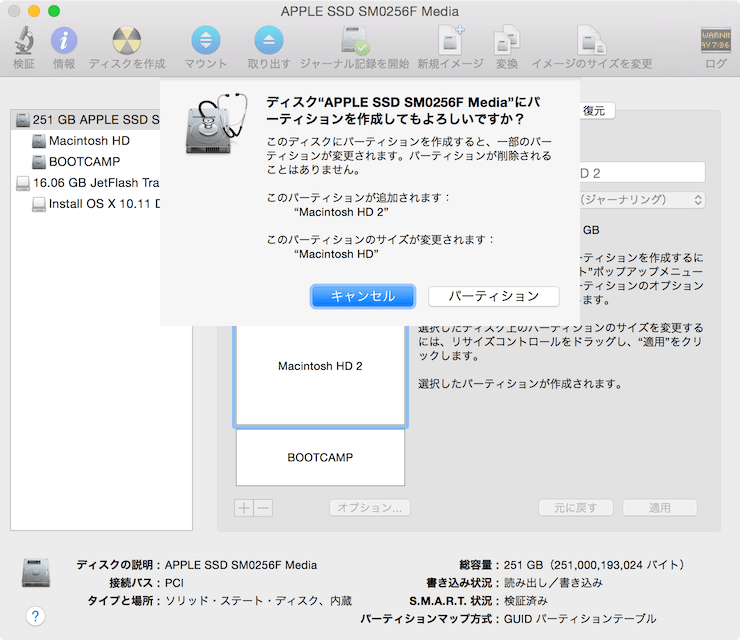 APPLE SSD SM0256F Media
検証
情報
ディスクを作成
マウント
取り出す
ジャーナル記録を開始
新規イメージ
変換
イメージのサイズを変更
ログ
WARNIN
AY 7:36
251 GB APPLE SSD S
Macintosh HD
BOOTCAMP
16.06 GB JetFlash Tra
Install OS X 10.11 D
ディスク“APPLE SSD SM0256F Media”にパ
ーティションを作成してもよろしいですか？
このディスクにパーティションを作成すると、一部のパー
ティションが変更されます。パーティションが削除される
ことはありません。
このパーティションが追加されます：
“Macintosh HD 2”
このパーティションのサイズが変更されます：
“Macintosh HD”
キャンセル
パーティション
復元
D 2
（ジャーナリング）
GB
ーティションを作成するに
ト”ポップアップメニュー
ーティションのオプション
ます。
選択したディスク上のパーティションのサイズを変更する
には、リサイズコントロールをドラッグし、“適用”をクリ
ックします。
選択したパーティションが作成されます。
Macintosh HD 2
BOOTCAMP
オプション...
元に戻す
適用
ディスクの説明：APPLE SSD SM0256F Media
接続バス：PCI
タイプと場所：ソリッド・ステート・ディスク、内蔵
総容量：251 GB（251,000,193,024 バイト）
書き込み状況：読み出し／書き込み
S.M.A.R.T. 状況：検証済み
パーティションマップ方式：GUID パーティションテーブル
?